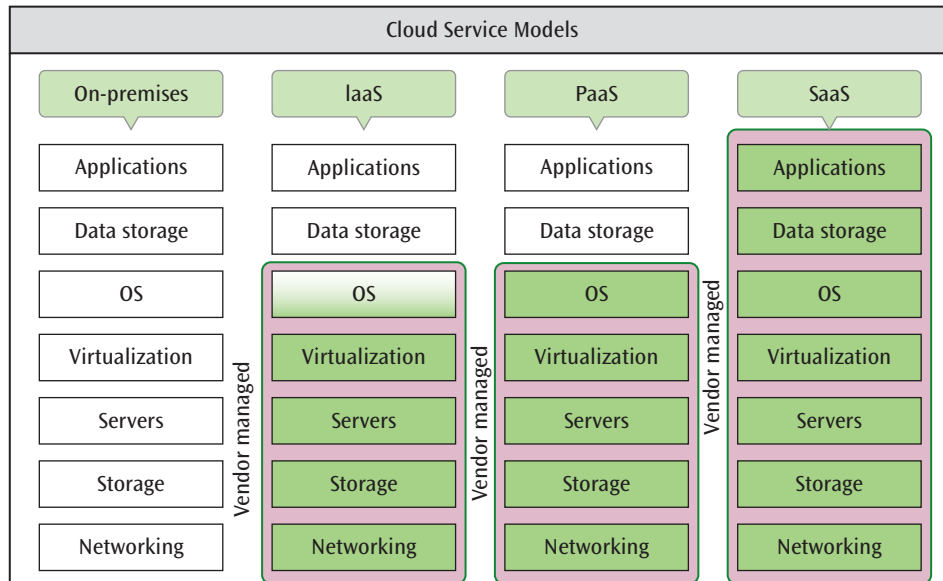 Cloud Service Models
On-premises
Applications
Data storage
OS
Virtualization
Servers
Storage
Networking
Vendor managed
IaaS
Applications
Data storage
OS
Virtualization
Servers
Storage
Networking
Vendor managed
PaaS
Applications
Data storage
OS
Virtualization
Servers
Storage
Networking
Vendor managed
SaaS
Applications
Data storage
OS
Virtualization
Servers
Storage
Networking